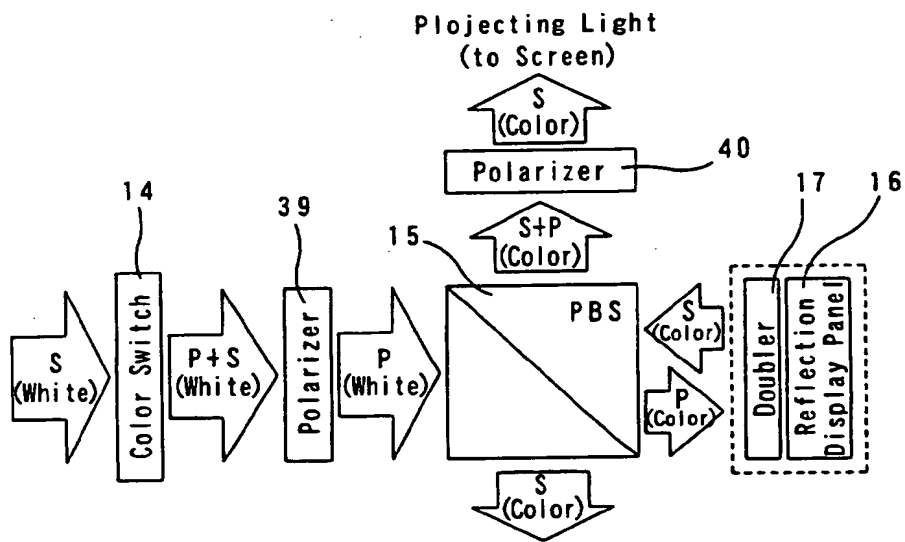 Plojecting Light
(to Screen)
S
(Color)
Polarizer
40
S+P
(Color)
14
39
15
17
16
PBS
S
(White)
Color Switch
P+S
(White)
Polarizer
P
(White)
S
(Color)
P
(Color)
Doubler
Reflection
Display Panel
S
(Color)